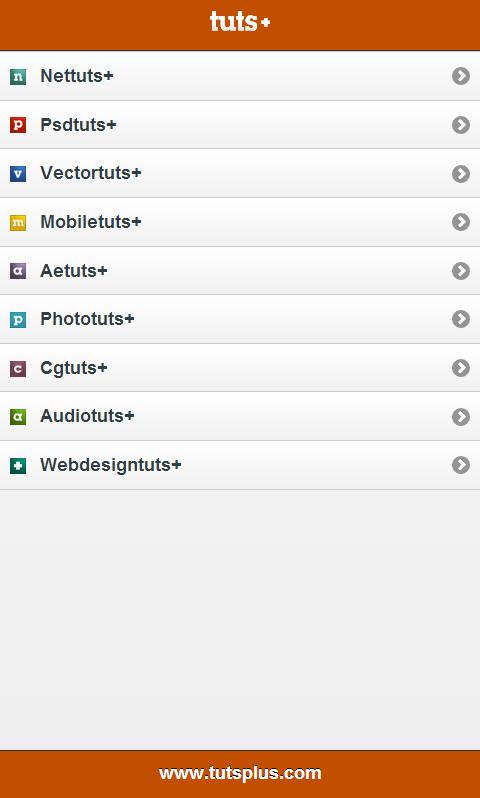 tuts+
n Nettuts+
p Psdtuts+
v Vectortuts+
m Mobiletuts+
a Aetuts+
p Phototuts+
c Cgtuts+
a Audiotuts+
Webdesigntuts+
www.tutsplus.com